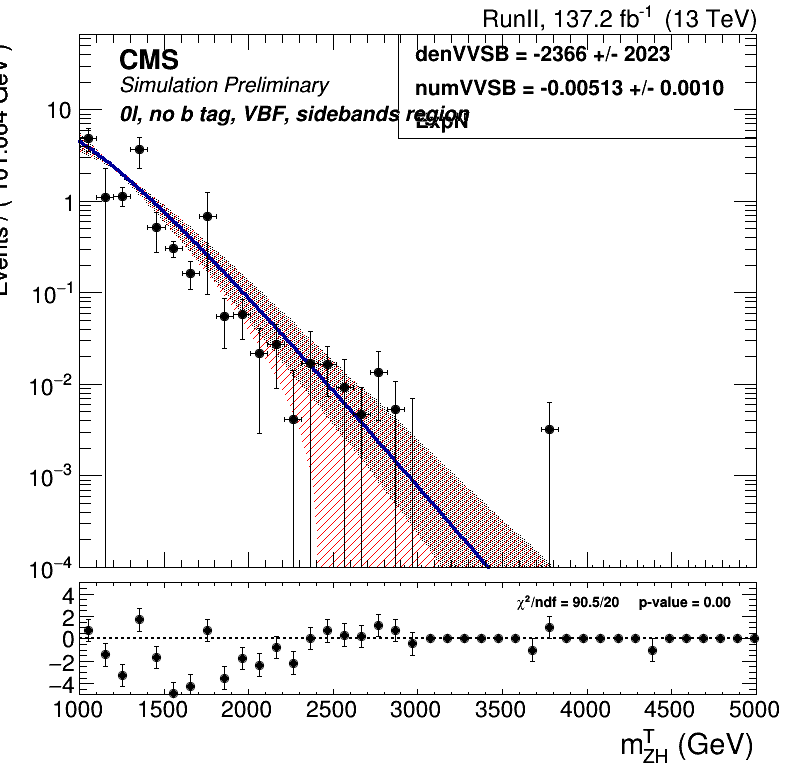 RunII, 137.2 fb⁻¹ (13 TeV)
CMS
Simulation Preliminary
0l, no b tag, VBF, sidebands region
denVVSB = -2366 +/- 2023
numVVSB = -0.00513 +/- 0.0010
ExpN
10
1
10⁻¹
10⁻²
10⁻³
10⁻⁴
χ²/ndf = 90.5/20 p-value = 0.00
4
2
0
−2
−4
1000 1500 2000 2500 3000 3500 4000 4500 5000
m^T_ZH (GeV)